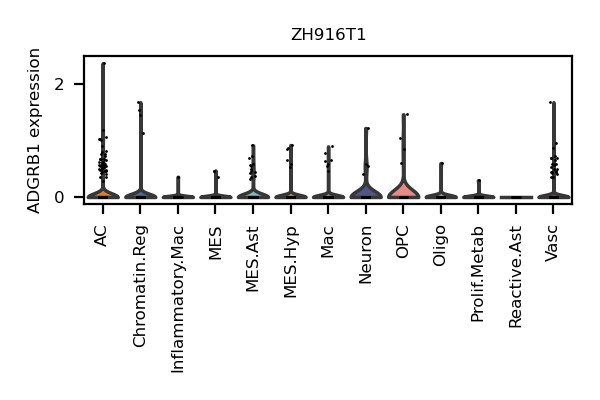 ZH916T1
ADGRB1 expression
2
0
AC
Chromatin.Reg
Inflammatory.Mac
MES
MES.Ast
MES.Hyp
Mac
Neuron
OPC
Oligo
Prolif.Metab
Reactive.Ast
Vasc